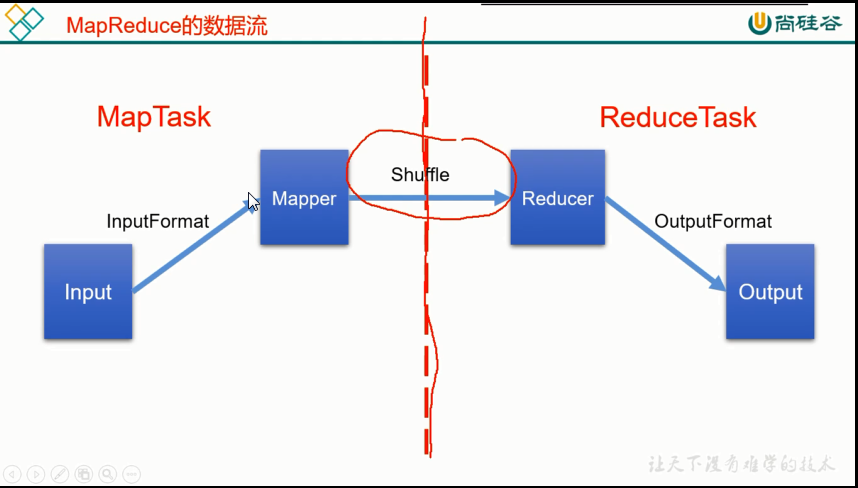 MapReduce的数据流
尚硅谷
MapTask
ReduceTask
Shuffle
Mapper
Reducer
InputFormat
OutputFormat
Input
Output
让天下没有难学的技术